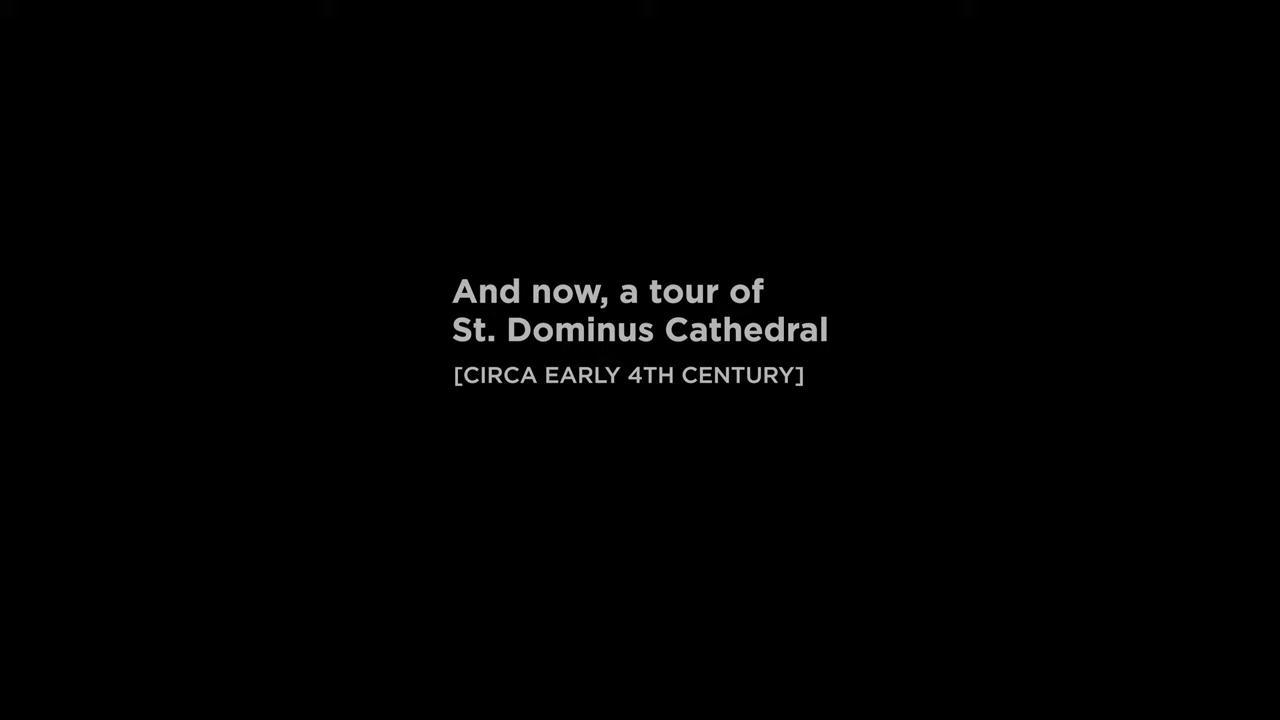 And now, a tour of
St. Dominus Cathedral
[CIRCA EARLY 4TH CENTURY]